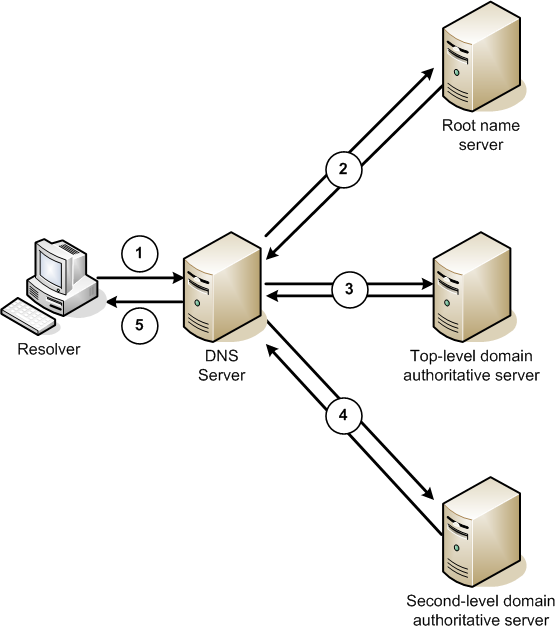 Root name
server
2
1
3
5
Resolver
DNS
Server
Top-level domain
authoritative server
4
Second-level domain
authoritative server